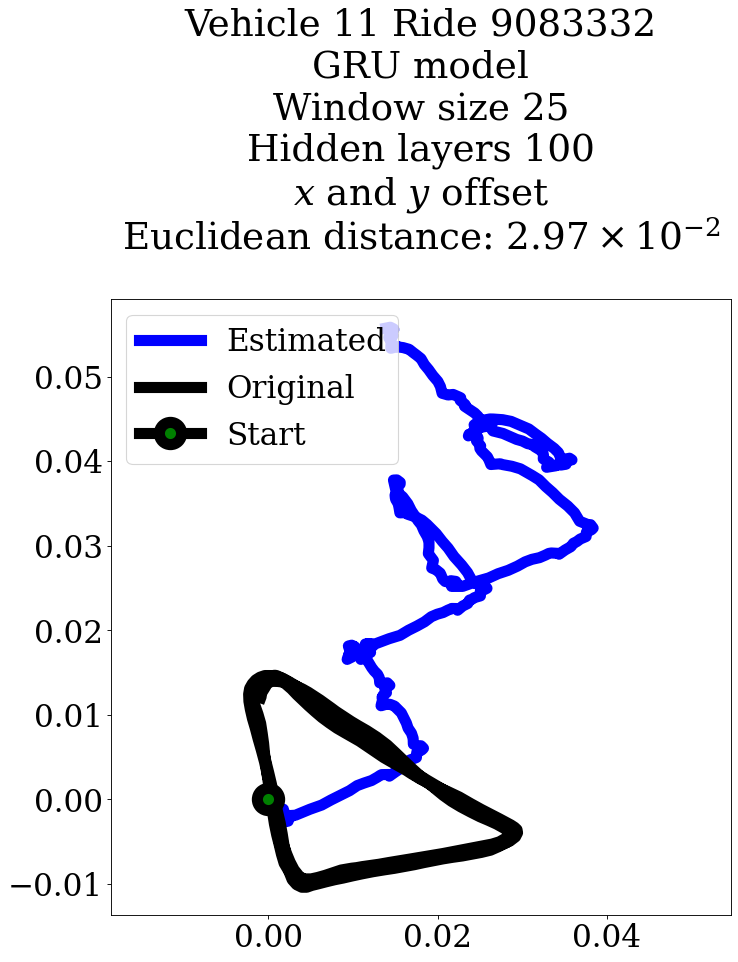 Vehicle 11 Ride 9083332
GRU model
Window size 25
Hidden layers 100
x and y offset
Euclidean distance: 2.97 × 10⁻²
Estimated
Original
Start
0.05
0.04
0.03
0.02
0.01
0.00
−0.01
0.00 0.02 0.04